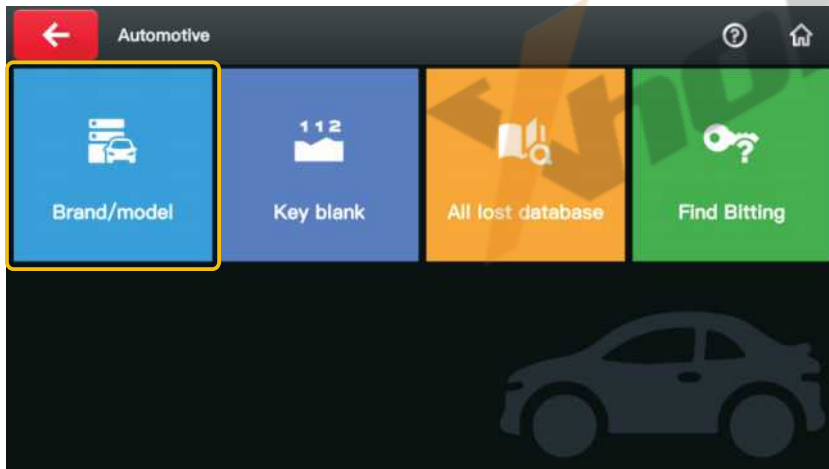 Automotive
112
Brand/model
Key blank
All lost database
Find Bitting